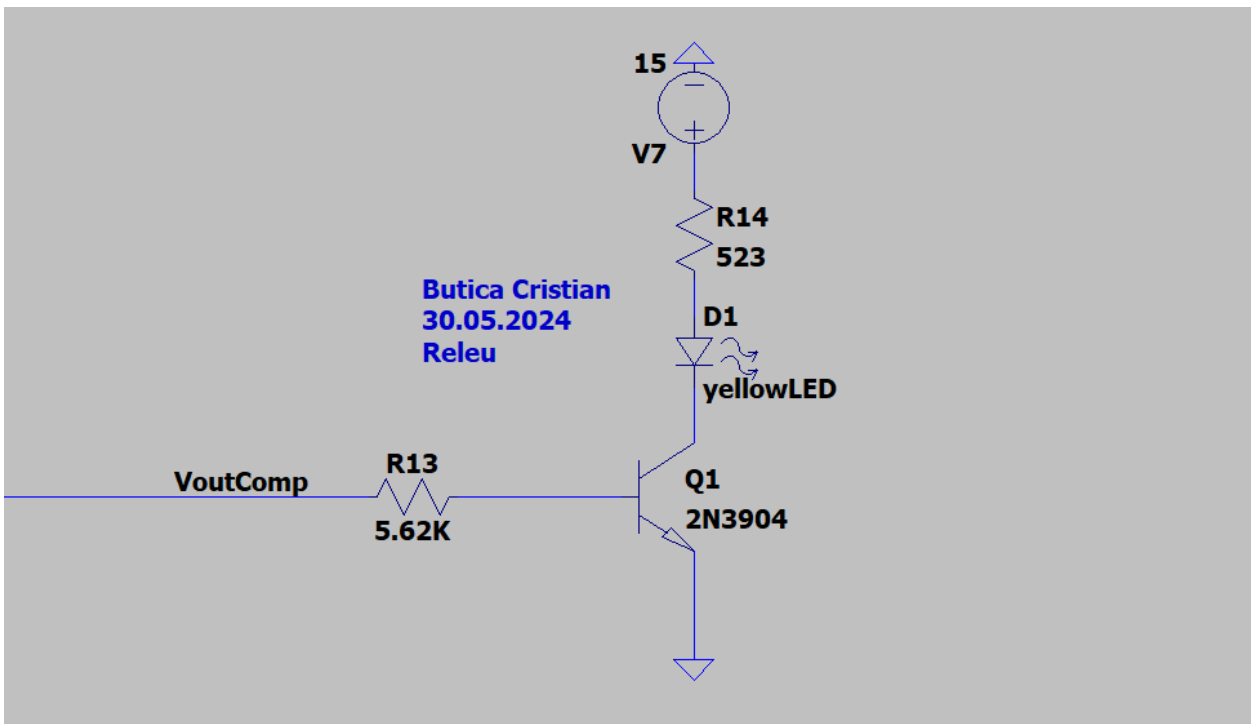 15
V7
R14
523
Butica Cristian
30.05.2024
Releu
D1
yellowLED
R13
VoutComp
5.62K
Q1
2N3904